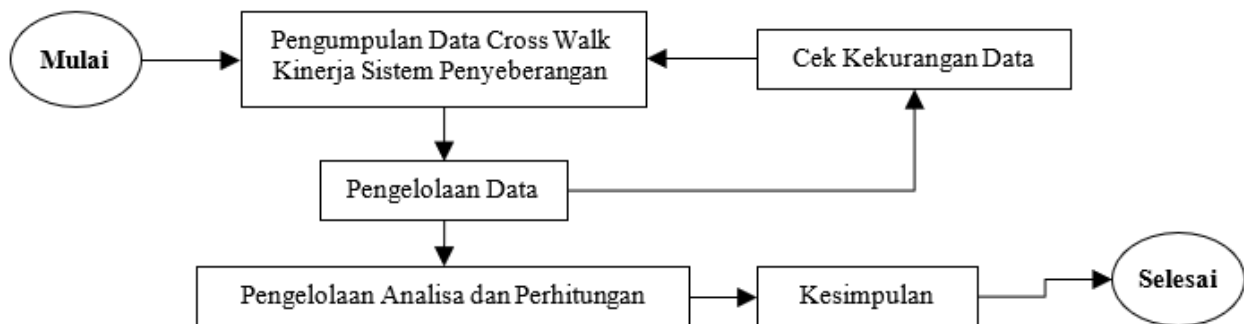 Mulai
Pengumpulan Data Cross Walk
Kinerja Sistem Penyeberangan
Cek Kekurangan Data
Pengelolaan Data
Pengelolaan Analisa dan Perhitungan
Kesimpulan
Selesai